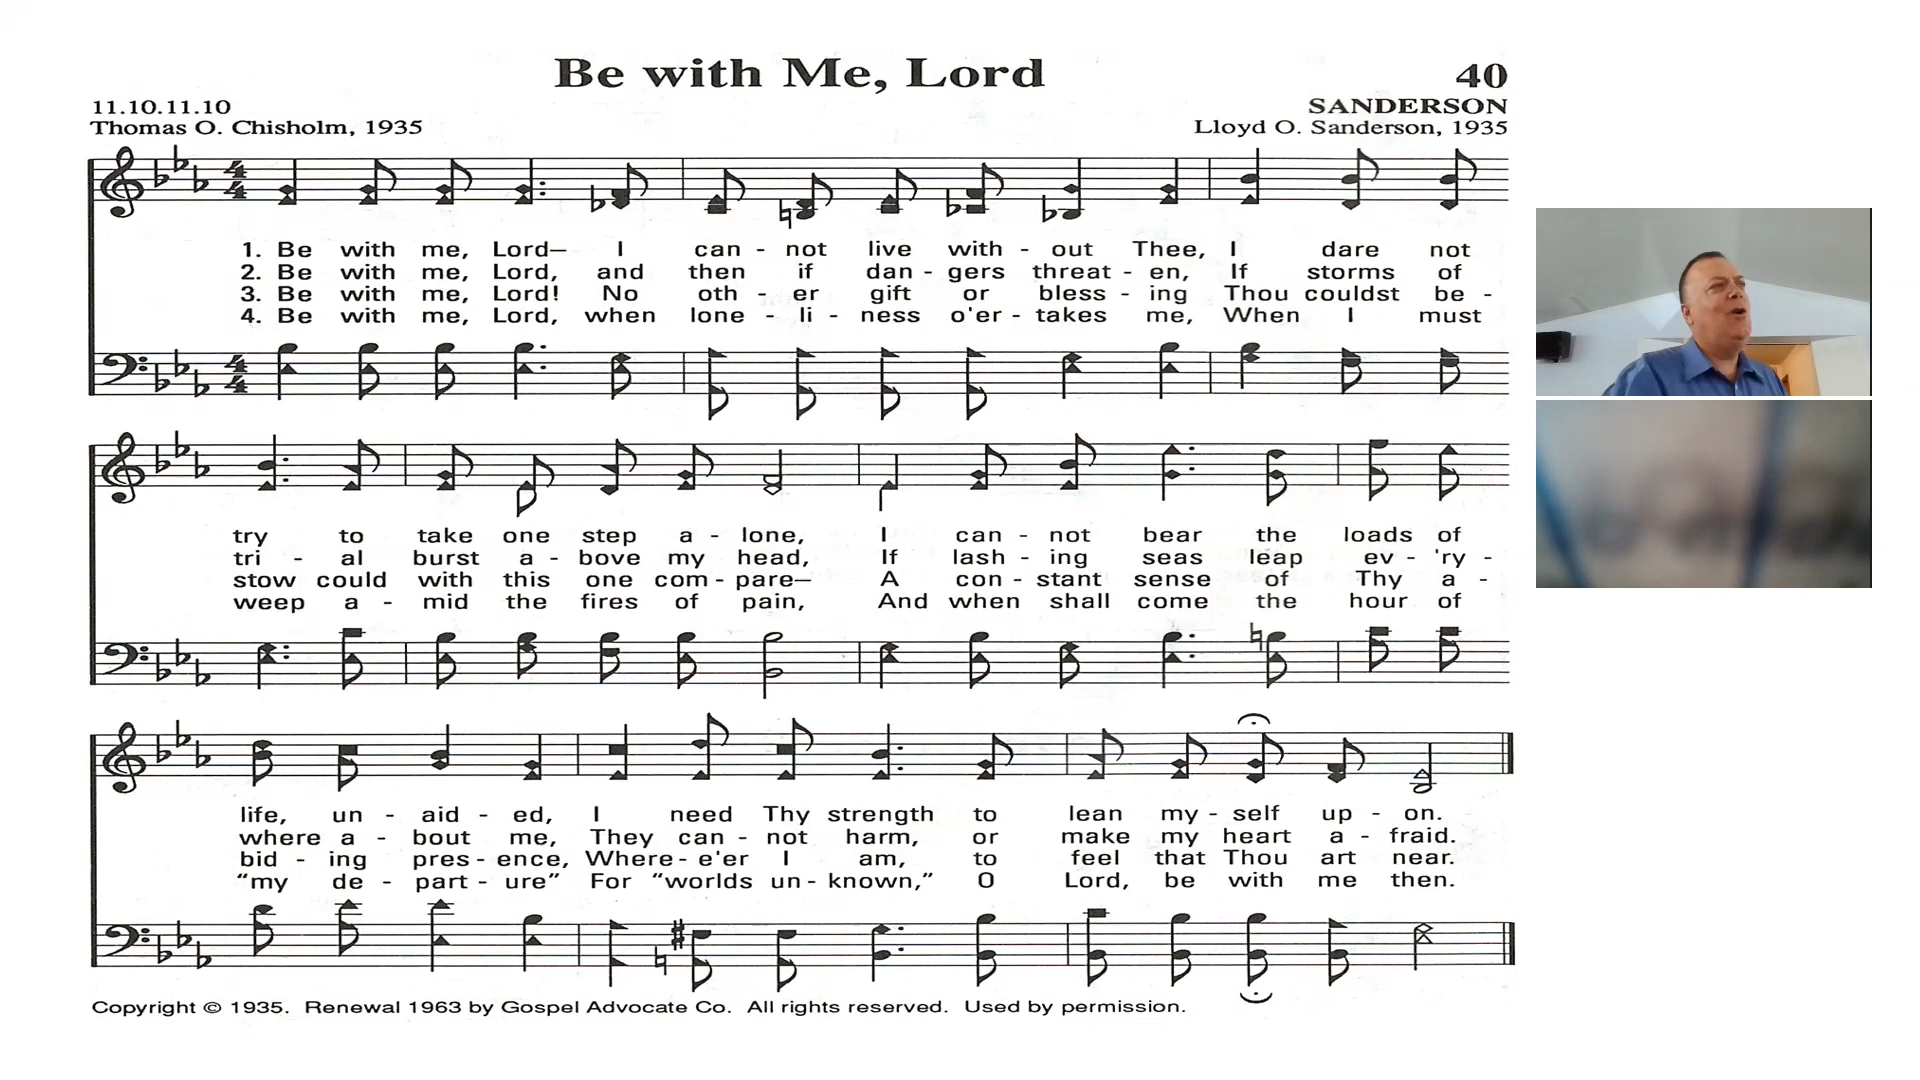 Be with Me, Lord
40
11.10.11.10
SANDERSON
Thomas O. Chisholm, 1935
Lloyd O. Sanderson, 1935
1. Be with me, Lord— I can - not live with - out Thee, I dare not
2. Be with me, Lord, and then if dan - gers threat - en, If storms of
3. Be with me, Lord! No oth - er gift or bless - ing Thou couldst be -
4. Be with me, Lord, when lone - li - ness o'er - takes me, When I must
try to take one step a - lone, I can - not bear the loads of
tri - al burst a - bove my head, If lash - ing seas leap ev - 'ry -
stow could with this one com - pare— A con - stant sense of Thy a -
weep a - mid the fires of pain, And when shall come the hour of
life, un - aid - ed, I need Thy strength to lean my - self up - on.
where a - bout me, They can - not harm, or make my heart a - fraid.
bid - ing pres - ence, Where - e'er I am, to feel that Thou art near.
“my de - part - ure” For “worlds un - known,” O Lord, be with me then.
Copyright © 1935. Renewal 1963 by Gospel Advocate Co. All rights reserved. Used by permission.